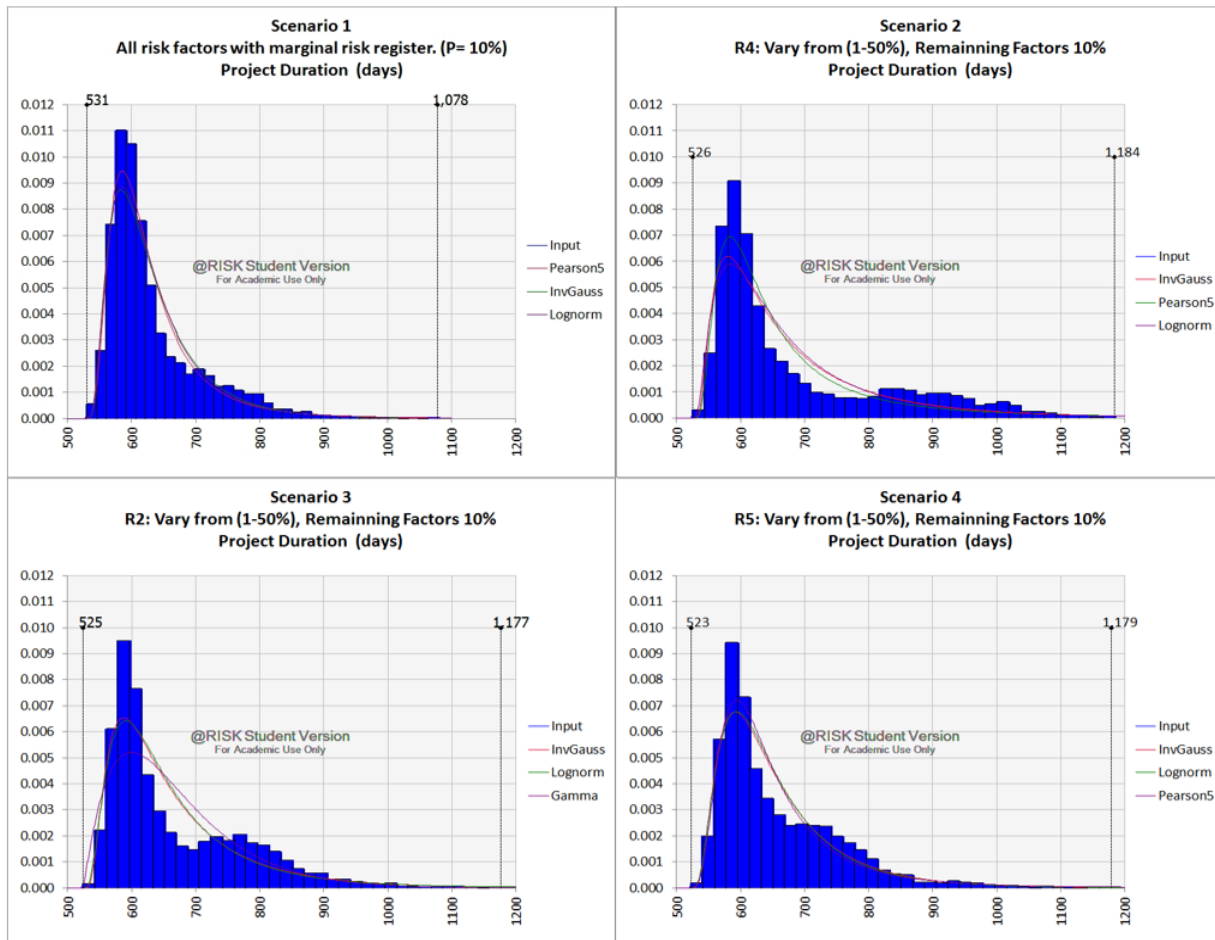 Scenario 1
All risk factors with marginal risk register. (P= 10%)
Project Duration (days)
531
1,078
0.012
0.011
0.010
0.009
0.008
0.007
0.006
0.005
0.004
0.003
0.002
0.001
0.000
@RISK Student Version
For Academic Use Only
Input
Pearson5
InvGauss
Lognorm
500
600
700
800
900
1000
1100
1200
Scenario 2
R4: Vary from (1-50%), Remainning Factors 10%
Project Duration (days)
526
1,184
0.012
0.011
0.010
0.009
0.008
0.007
0.006
0.005
0.004
0.003
0.002
0.001
0.000
@RISK Student Version
For Academic Use Only
Input
InvGauss
Pearson5
Lognorm
500
600
700
800
900
1000
1100
1200
Scenario 3
R2: Vary from (1-50%), Remainning Factors 10%
Project Duration (days)
525
1,177
0.012
0.011
0.010
0.009
0.008
0.007
0.006
0.005
0.004
0.003
0.002
0.001
0.000
@RISK Student Version
For Academic Use Only
Input
InvGauss
Lognorm
Gamma
500
600
700
800
900
1000
1100
1200
Scenario 4
R5: Vary from (1-50%), Remainning Factors 10%
Project Duration (days)
523
1,179
0.012
0.011
0.010
0.009
0.008
0.007
0.006
0.005
0.004
0.003
0.002
0.001
0.000
@RISK Student Version
For Academic Use Only
Input
InvGauss
Lognorm
Pearson5
500
600
700
800
900
1000
1100
1200